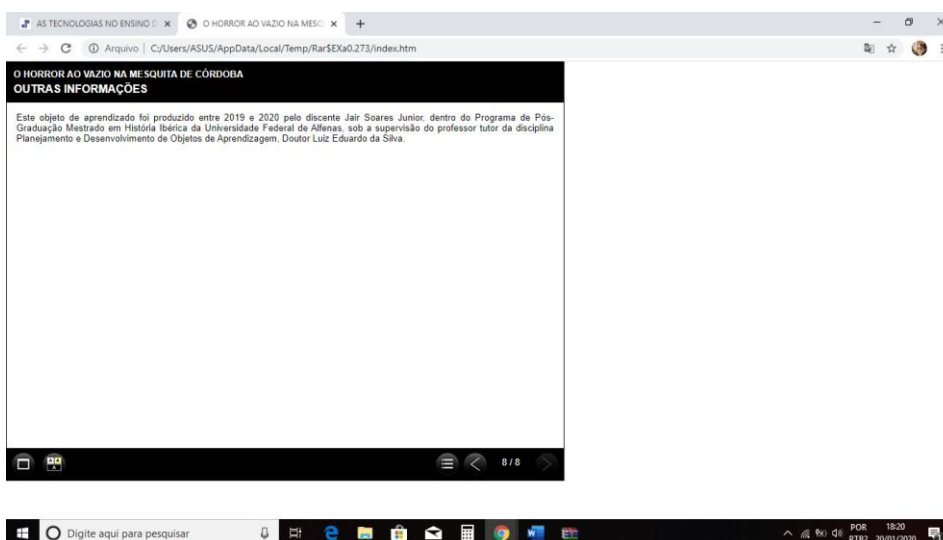 AS TECNOLOGIAS NO ENSINO D
O HORROR AO VAZIO NA MESQ
Arquivo | C:/Users/ASUS/AppData/Local/Temp/Rar$EXa0.273/index.htm
O HORROR AO VAZIO NA MESQUITA DE CÓRDOBA
OUTRAS INFORMAÇÕES
Este objeto de aprendizado foi produzido entre 2019 e 2020 pelo discente Jair Soares Junior, dentro do Programa de Pós-
Graduação Mestrado em História Ibérica da Universidade Federal de Alfenas, sob a supervisão do professor tutor da disciplina
Planejamento e Desenvolvimento de Objetos de Aprendizagem, Doutor Luiz Eduardo da Silva.
8 / 8
Digite aqui para pesquisar
POR 18:20
PTB2 20/01/2020